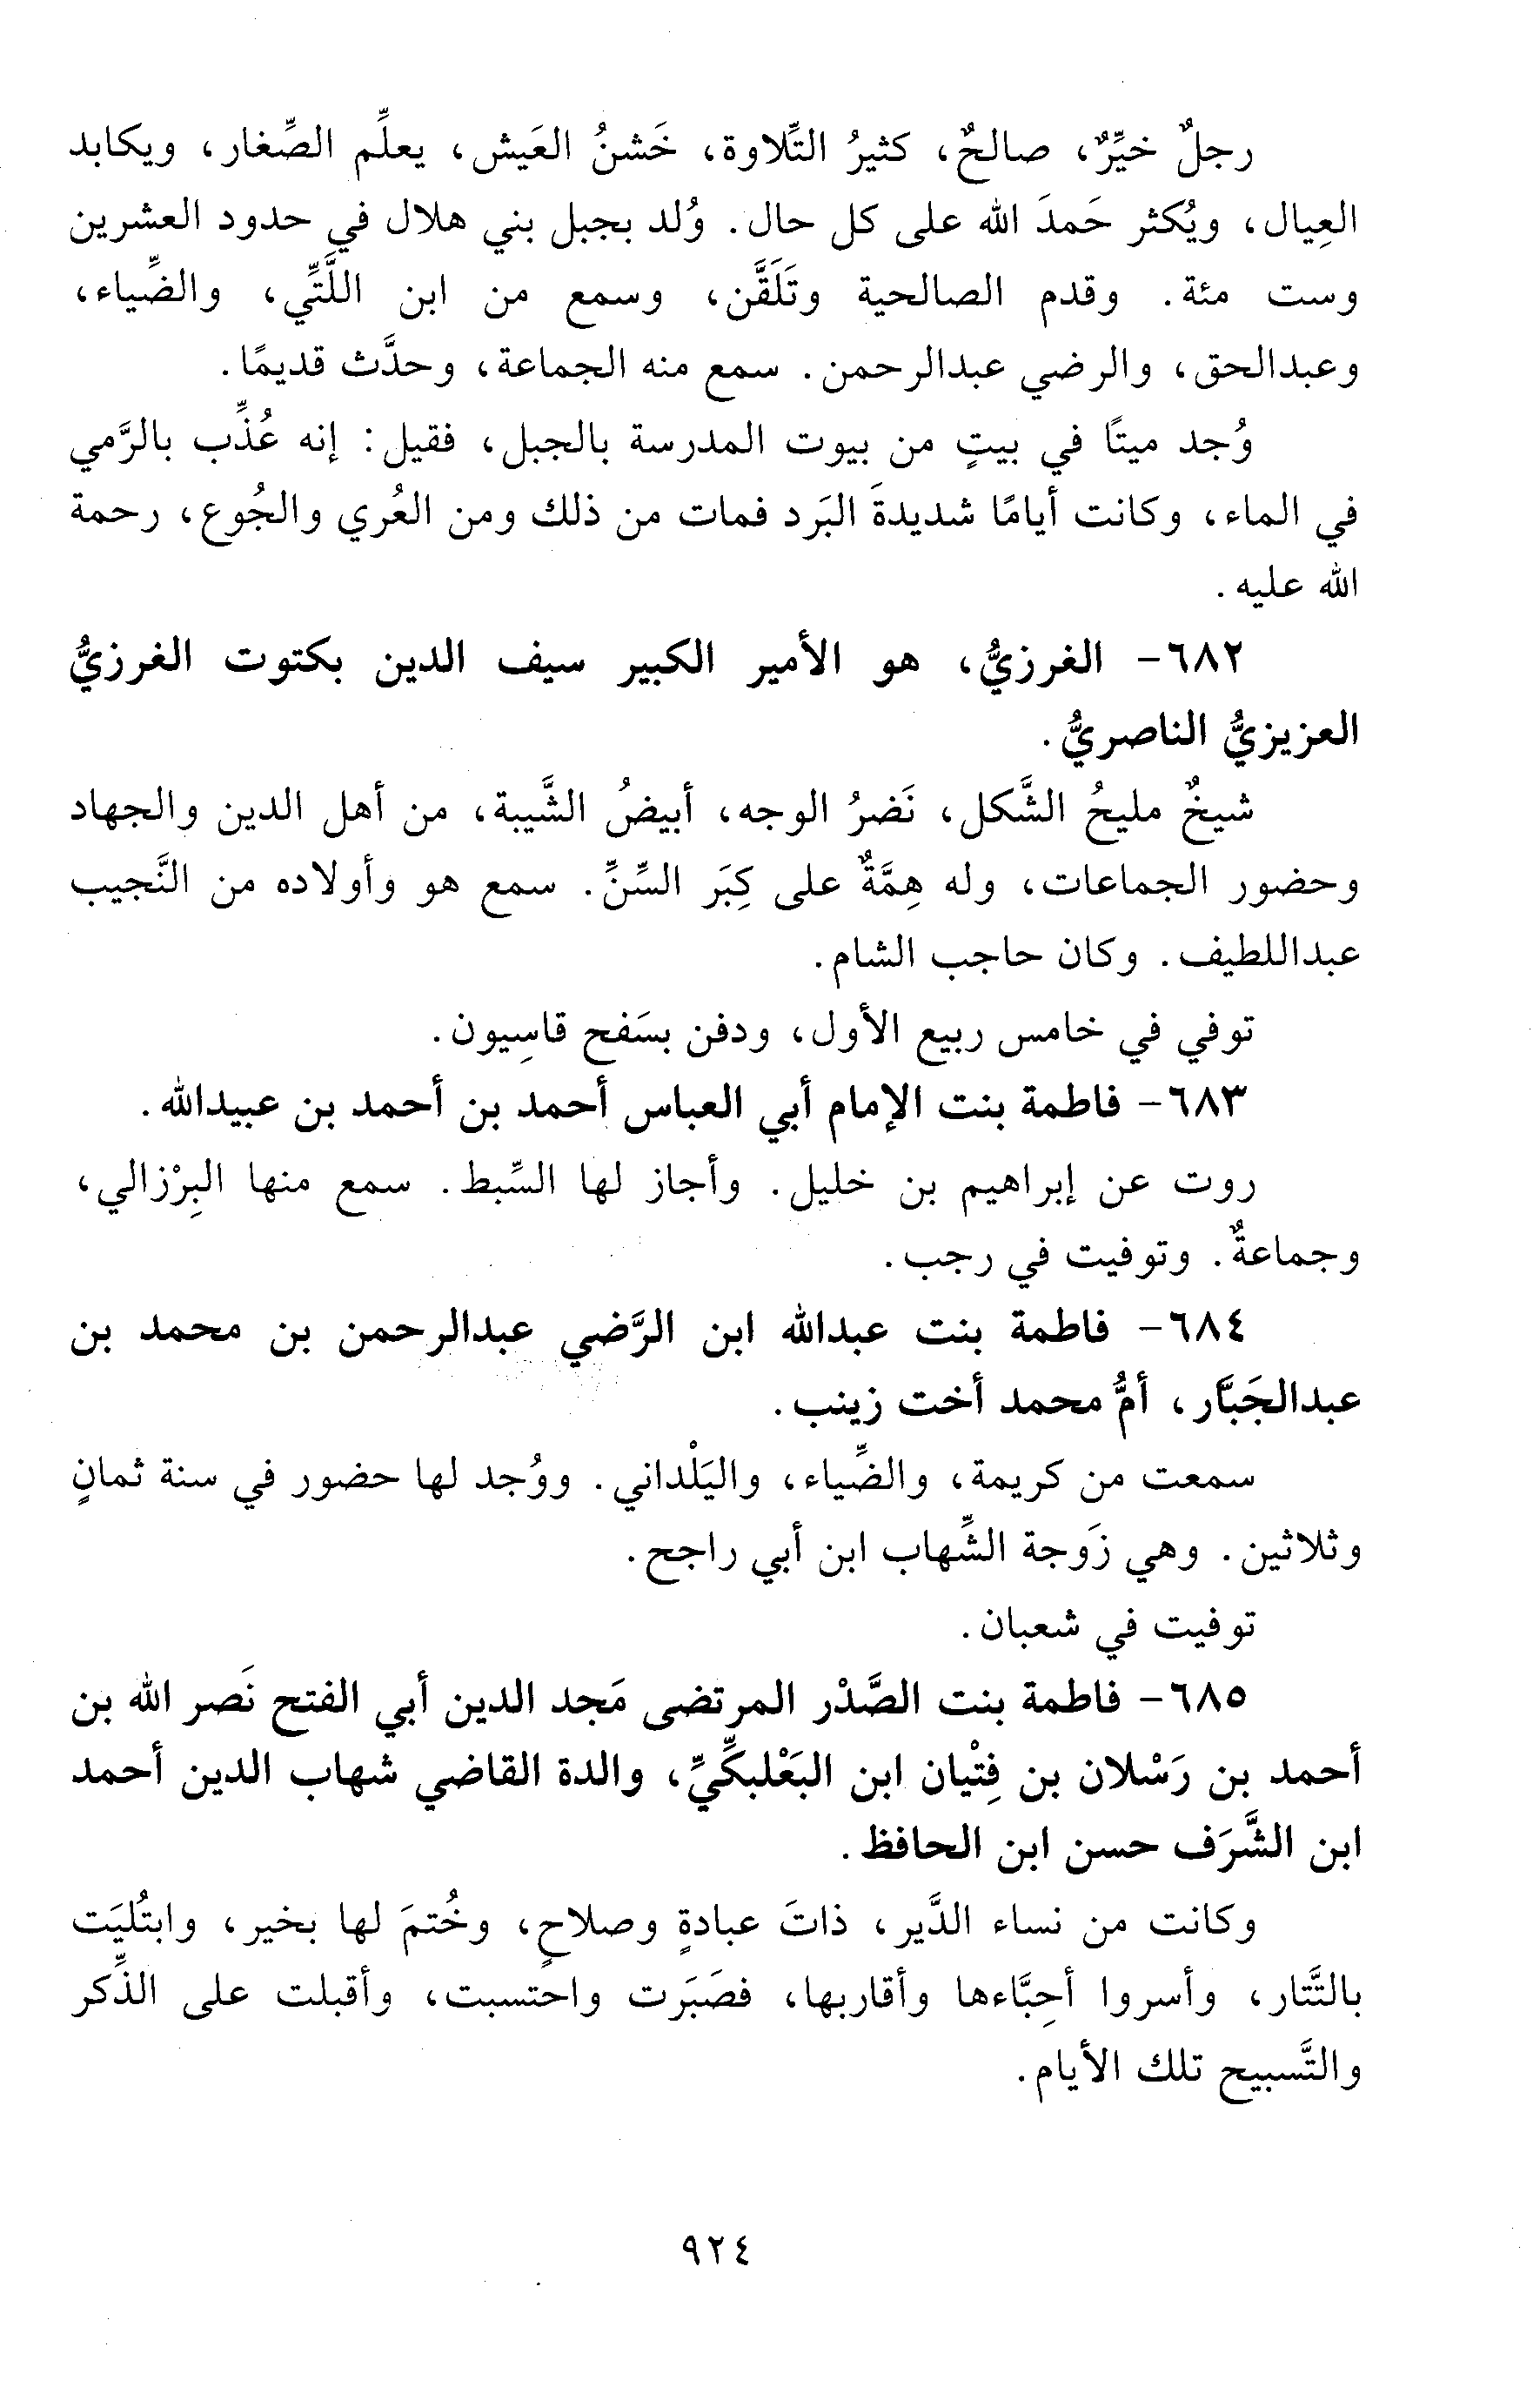 رجلٌ خيِّرٌ، صالحٌ، كثيرُ التِّلاوة، خَشنُ العَيش، يعلِّم الصِّغار، ويكابد
العِيال، ويُكثر حَمدَ الله على كل حال. وُلد بجبل بني هلال في حدود العشرين
وست مئة. وقدم الصالحية وتَلَقَّن، وسمع من ابن اللَّتِّي، والضِّياء،
وعبدالحق، والرضي عبدالرحمن. سمع منه الجماعة، وحدَّث قديمًا.
وُجد ميتًا في بيتٍ من بيوت المدرسة بالجبل، فقيل: إنه عُذِّب بالرَّمي
في الماء، وكانت أيامًا شديدةَ البَرد فمات من ذلك ومن العُري والجُوع، رحمة
الله عليه.
٦٨٢- الغرزيُّ، هو الأمير الكبير سيف الدين بكتوت الغرزيُّ
العزيزيُّ الناصريُّ.
شيخٌ مليحُ الشَّكل، نَضرُ الوجه، أبيضُ الشَّيبة، من أهل الدين والجهاد
وحضور الجماعات، وله هِمَّةٌ على كِبَر السِّنِّ. سمع هو وأولاده من النَّجيب
عبداللطيف. وكان حاجب الشام.
توفي في خامس ربيع الأول، ودفن بسَفح قاسِيون.
٦٨٣- فاطمة بنت الإمام أبي العباس أحمد بن أحمد بن عبيدالله.
روت عن إبراهيم بن خليل. وأجاز لها السِّبط. سمع منها البِرْزالي،
وجماعةٌ. وتوفيت في رجب.
٦٨٤- فاطمة بنت عبدالله ابن الرَّضي عبدالرحمن بن محمد بن
عبدالجَبَّار، أمُّ محمد أخت زينب.
سمعت من كريمة، والضِّياء، واليَلْداني. ووُجد لها حضور في سنة ثمانٍ
وثلاثين. وهي زَوجة الشِّهاب ابن أبي راجح.
توفيت في شعبان.
٦٨٥- فاطمة بنت الصَّدْر المرتضى مَجد الدين أبي الفتح نَصر الله بن
أحمد بن رَسْلان بن فِتْيان ابن البَعْلبكِّيِّ، والدة القاضي شهاب الدين أحمد
ابن الشَّرَف حسن ابن الحافظ.
وكانت من نساء الدَّير، ذاتَ عبادةٍ وصلاحٍ، وخُتمَ لها بخير، وابتُليَت
بالتَّتار، وأسروا أحِبَّاءها وأقاربها، فصَبَرت واحتسبت، وأقبلت على الذِّكر
والتَّسبيح تلك الأيام.
٩٢٤